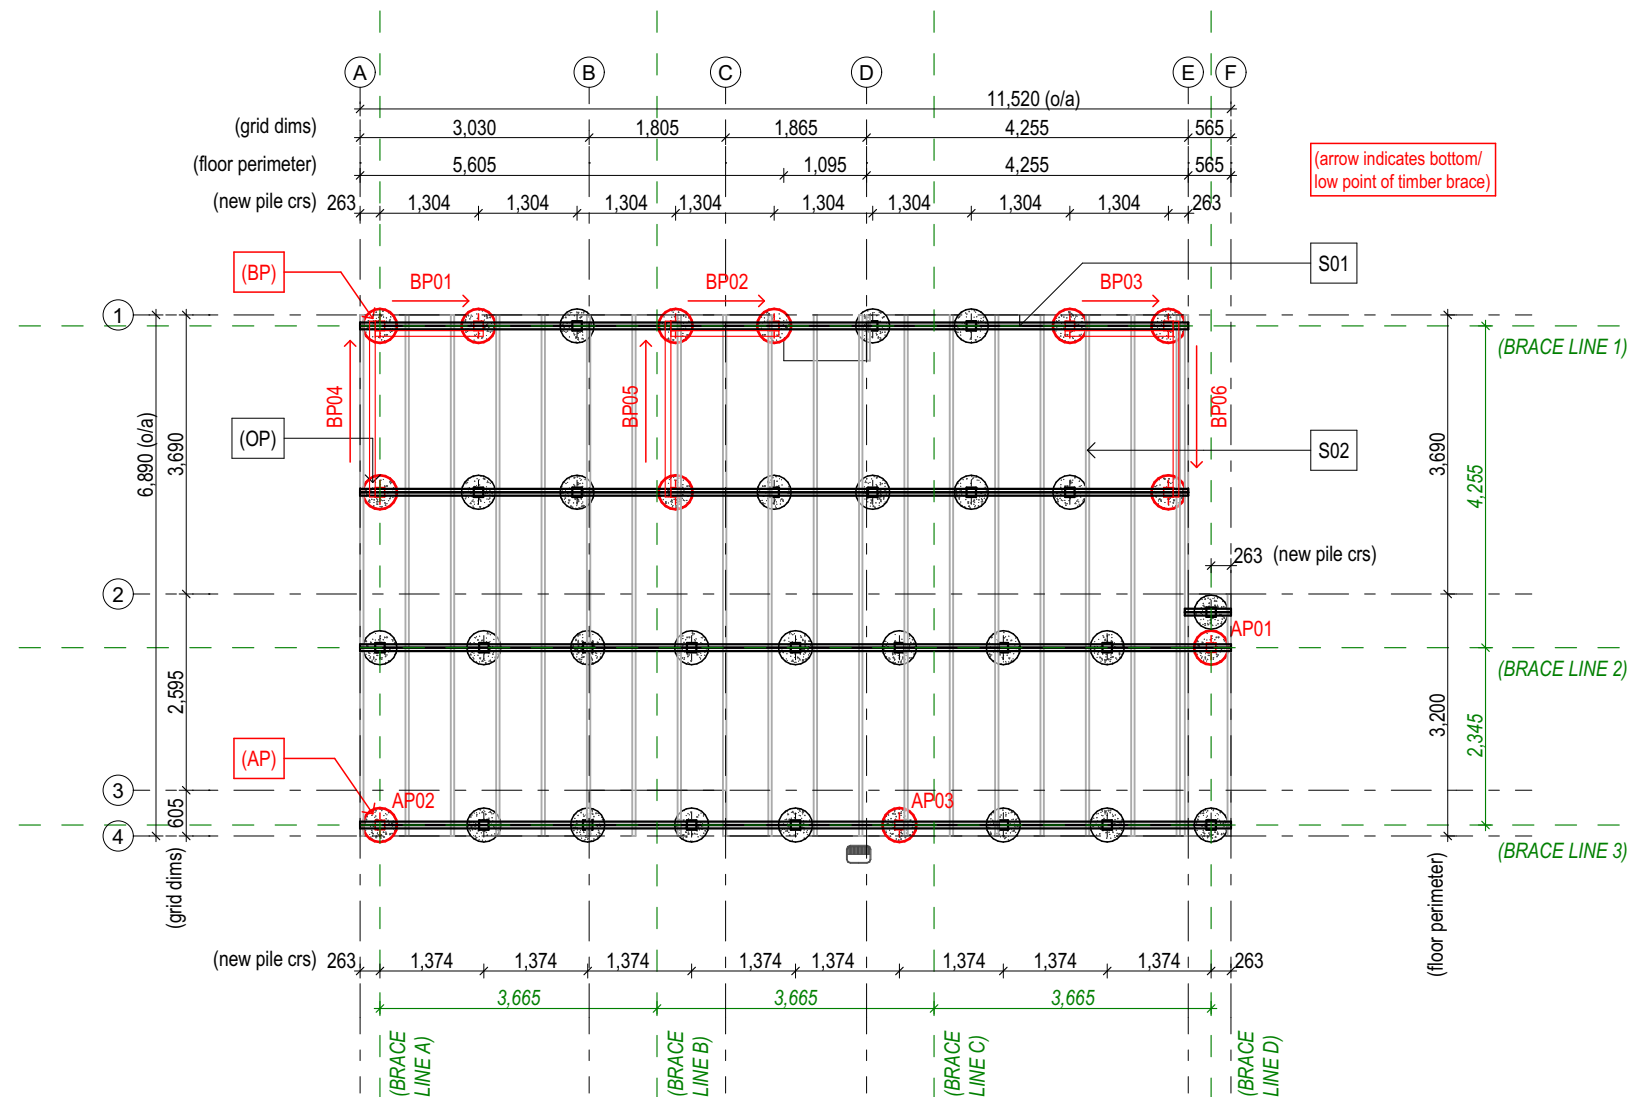 A
B
C
D
E
F
11,520 (o/a)
(grid dims)
3,030
1,805
1,865
4,255
565
(floor perimeter)
5,605
1,095
4,255
565
(new pile crs)
263
1,304
1,304
1,304
1,304
1,304
1,304
1,304
1,304
263
(arrow indicates bottom/
low point of timber brace)
(BP)
BP01
BP02
BP03
S01
1
(BRACE LINE 1)
BP04
BP05
BP06
(OP)
S02
6,890 (o/a)
3,690
3,690
4,255
263 (new pile crs)
2
AP01
(BRACE LINE 2)
2,595
3,200
2,345
(AP)
3
AP02
AP03
605
4
(BRACE LINE 3)
(grid dims)
(floor perimeter)
(new pile crs)
263
1,374
1,374
1,374
1,374
1,374
1,374
1,374
1,374
263
3,665
3,665
3,665
(BRACE
LINE A)
(BRACE
LINE B)
(BRACE
LINE C)
(BRACE
LINE D)